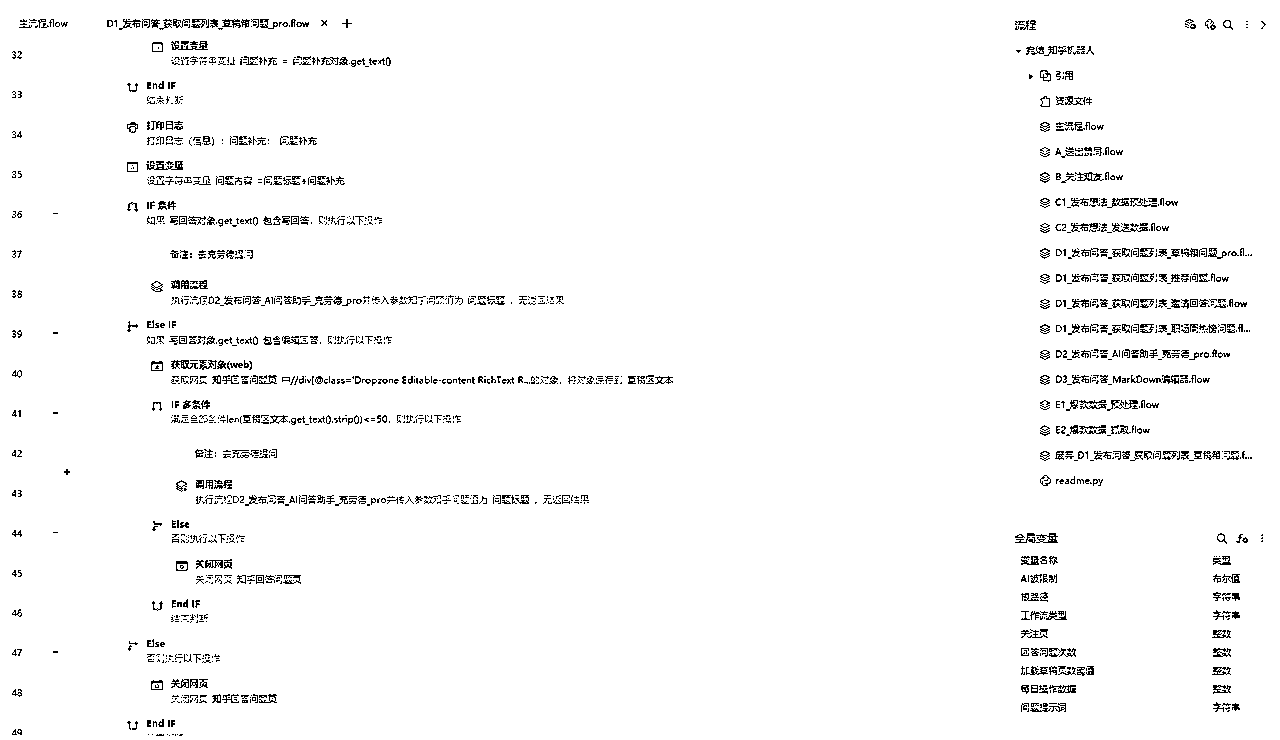 主流程.flow
D1_发布问答_获取问题列表_草稿箱问题_pro.flow
32
设置变量
设置字符串变量 问题补充 = 问题补充对象.get_text()
33
End IF
结束判断
34
打印日志
打印日志（信息）：问题补充： 问题补充
35
设置变量
设置字符串变量 问题内容 =问题标题+问题补充
36
IF 条件
如果 写回答对象.get_text() 包含写回答，则执行以下操作
37
备注：去克劳德提问
38
调用流程
执行流程D2_发布问答_AI问答助手_克劳德_pro并传入参数知乎问题值为 问题标题 ，无返回结果
39
Else IF
如果 写回答对象.get_text() 包含编辑回答，则执行以下操作
40
获取元素对象(web)
获取网页 知乎回答问题页 中//div[@class='Dropzone Editable-content RichText R...的对象，将对象保存到 草稿区文本
41
IF 多条件
满足全部条件len(草稿区文本.get_text().strip())<=50，则执行以下操作
42
备注：去克劳德提问
43
调用流程
执行流程D2_发布问答_AI问答助手_克劳德_pro并传入参数知乎问题值为 问题标题 ，无返回结果
44
Else
否则执行以下操作
45
关闭网页
关闭网页 知乎回答问题页
46
End IF
结束判断
47
Else
否则执行以下操作
48
关闭网页
关闭网页 知乎回答问题页
49
End IF
流程
充娘_知乎机器人
引用
资源文件
主流程.flow
A_送出赞同.flow
B_关注知友.flow
C1_发布想法_数据预处理.flow
C2_发布想法_发送数据.flow
D1_发布问答_获取问题列表_草稿箱问题_pro.fl...
D1_发布问答_获取问题列表_推荐问题.flow
D1_发布问答_获取问题列表_邀请回答问题.flow
D1_发布问答_获取问题列表_职场周热榜问题.fl...
D2_发布问答_AI问答助手_克劳德_pro.flow
D3_发布问答_MarkDown编辑器.flow
E1_爆款数据_预处理.flow
E2_爆款数据_抓取.flow
废弃_D1_发布问答_获取问题列表_草稿箱问题.f...
readme.py
全局变量
变量名称 类型
AI被限制 布尔值
根路径 字符串
工作流类型 字符串
关注页 整数
回答问题次数 整数
加载草稿页数阈值 整数
每日操作数据 整数
问题提示词 字符串